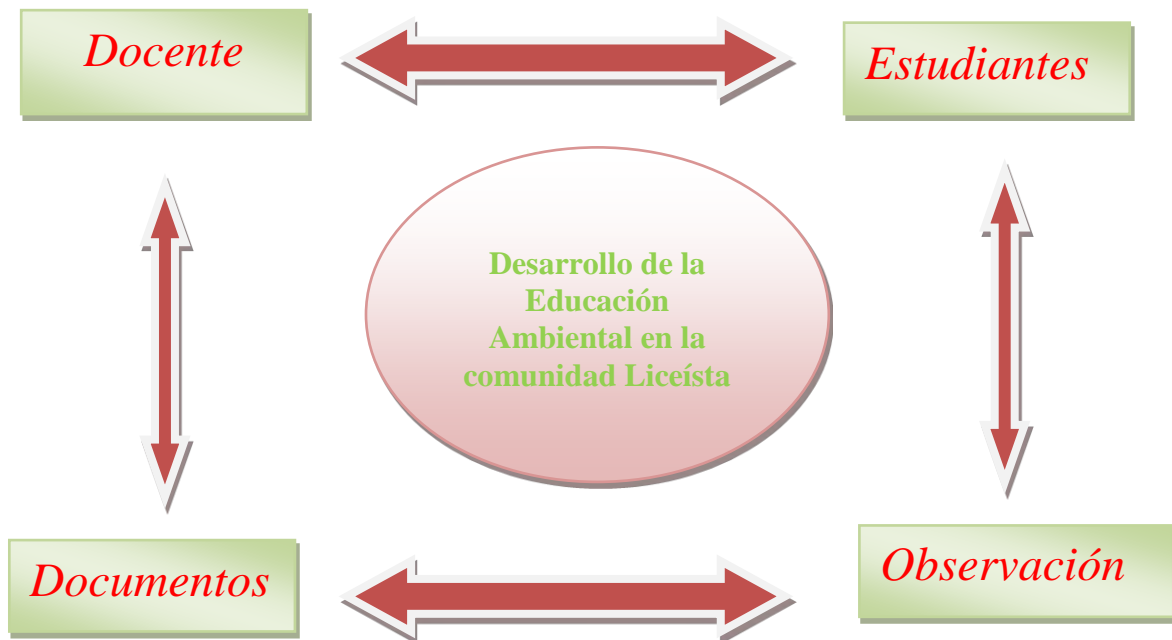 Docente
Estudiantes
Desarrollo de la
Educación
Ambiental en la
comunidad Liceísta
Documentos
Observación